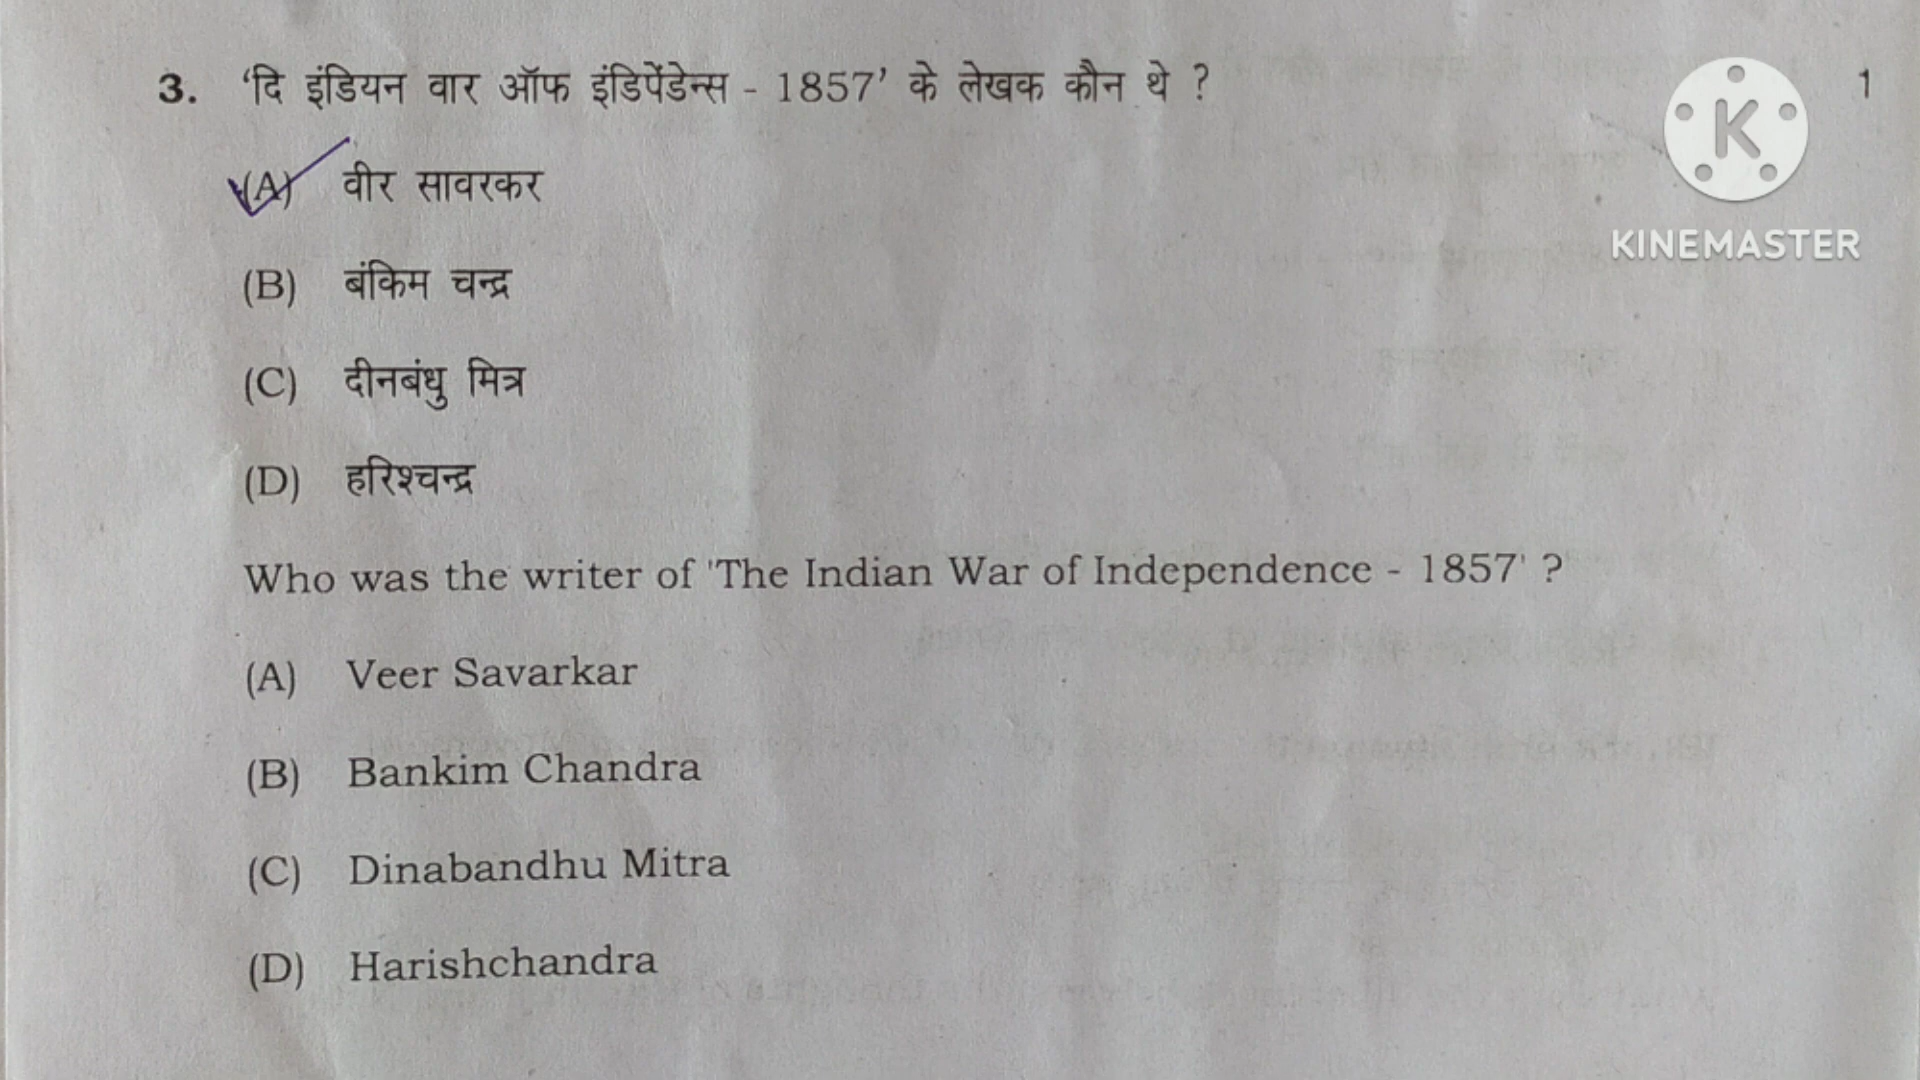 3. ‘दि इंडियन वार ऑफ इंडिपेंडेन्स - 1857’ के लेखक कौन थे ? 1
(A) वीर सावरकर
(B) बंकिम चन्द्र
(C) दीनबंधु मित्र
(D) हरिश्चन्द्र
Who was the writer of 'The Indian War of Independence - 1857' ?
(A) Veer Savarkar
(B) Bankim Chandra
(C) Dinabandhu Mitra
(D) Harishchandra
K
KINEMASTER